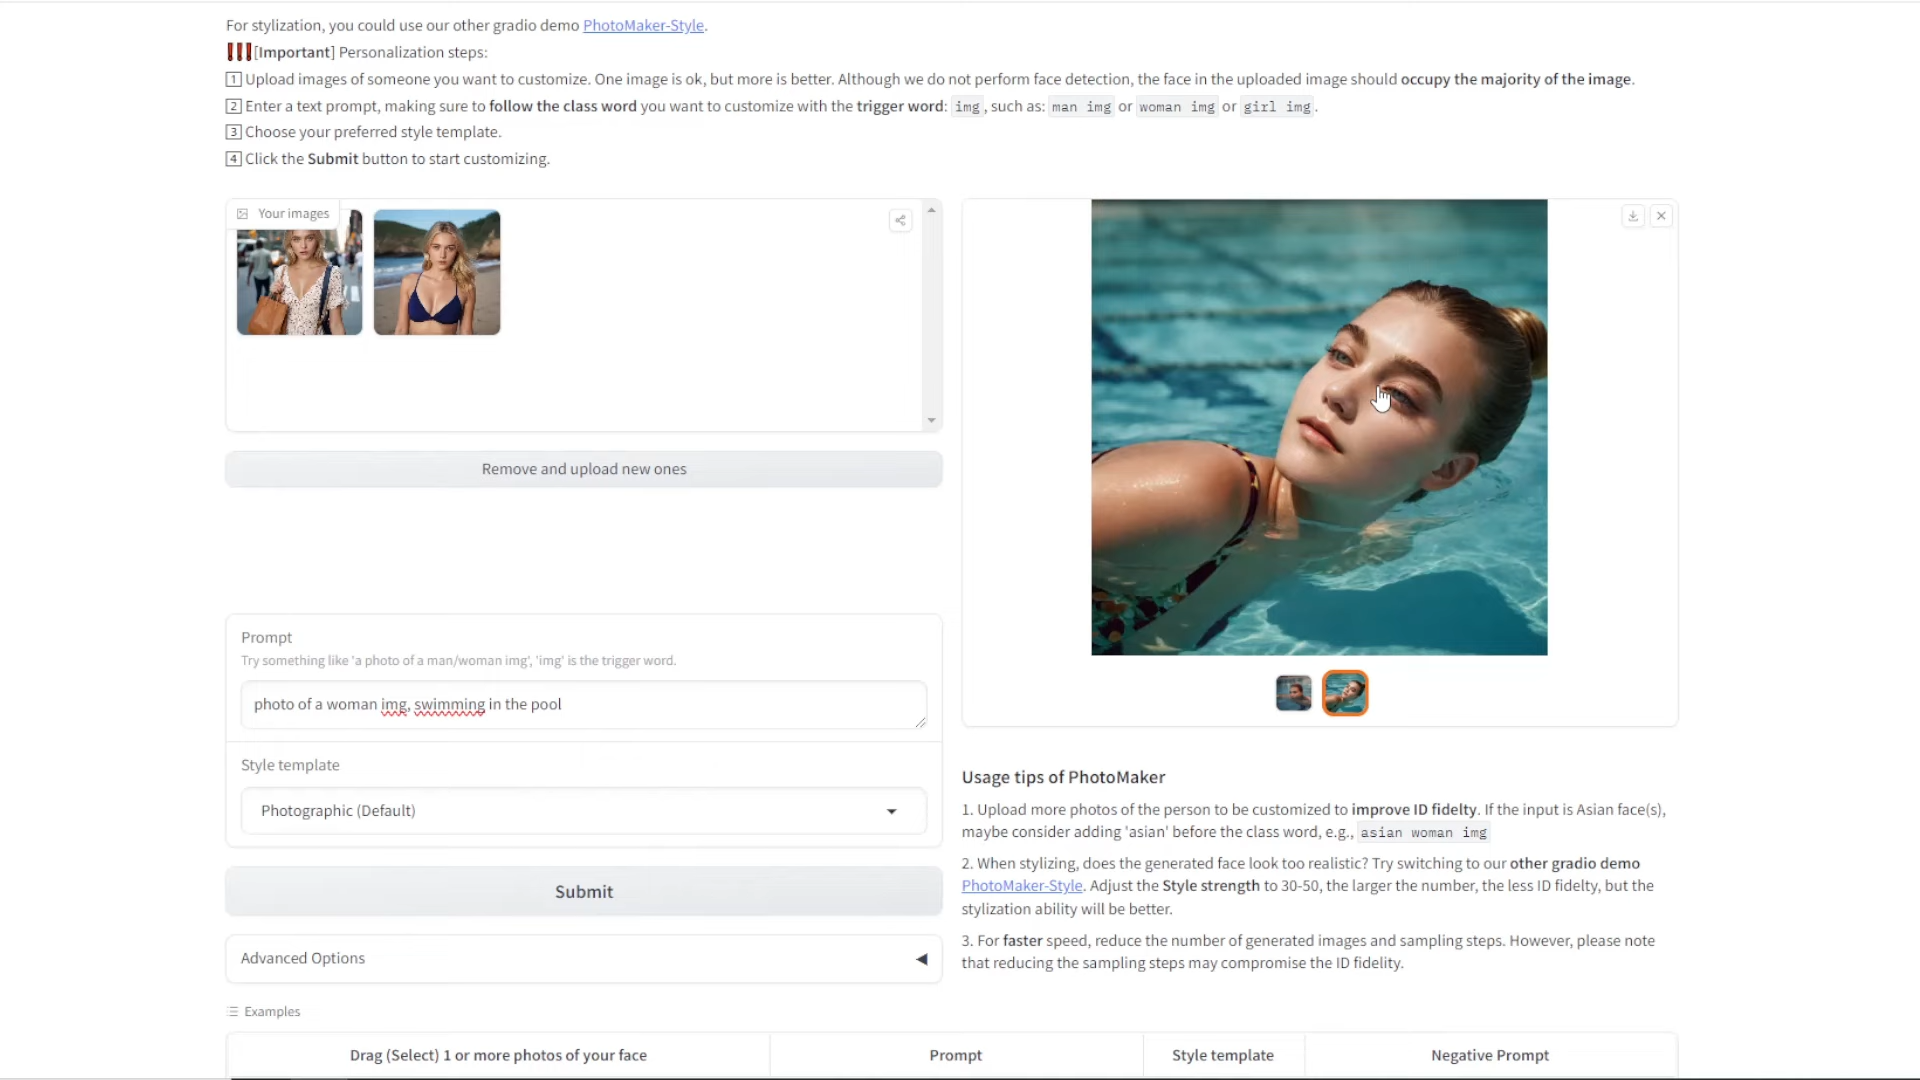 For stylization, you could use our other gradio demo PhotoMaker-Style.
‼️❗[Important] Personalization steps:
1️⃣ Upload images of someone you want to customize. One image is ok, but more is better. Although we do not perform face detection, the face in the uploaded image should occupy the majority of the image.
2️⃣ Enter a text prompt, making sure to follow the class word you want to customize with the trigger word: img, such as: man img or woman img or girl img.
3️⃣ Choose your preferred style template.
4️⃣ Click the Submit button to start customizing.
Your images
Remove and upload new ones
Prompt
Try something like 'a photo of a man/woman img', 'img' is the trigger word.
photo of a woman img, swimming in the pool
Style template
Photographic (Default)
Submit
Advanced Options
Usage tips of PhotoMaker
1. Upload more photos of the person to be customized to improve ID fidelty. If the input is Asian face(s),
maybe consider adding 'asian' before the class word, e.g., asian woman img
2. When stylizing, does the generated face look too realistic? Try switching to our other gradio demo
PhotoMaker-Style. Adjust the Style strength to 30-50, the larger the number, the less ID fidelty, but the
stylization ability will be better.
3. For faster speed, reduce the number of generated images and sampling steps. However, please note
that reducing the sampling steps may compromise the ID fidelity.
Examples
Drag (Select) 1 or more photos of your face
Prompt
Style template
Negative Prompt